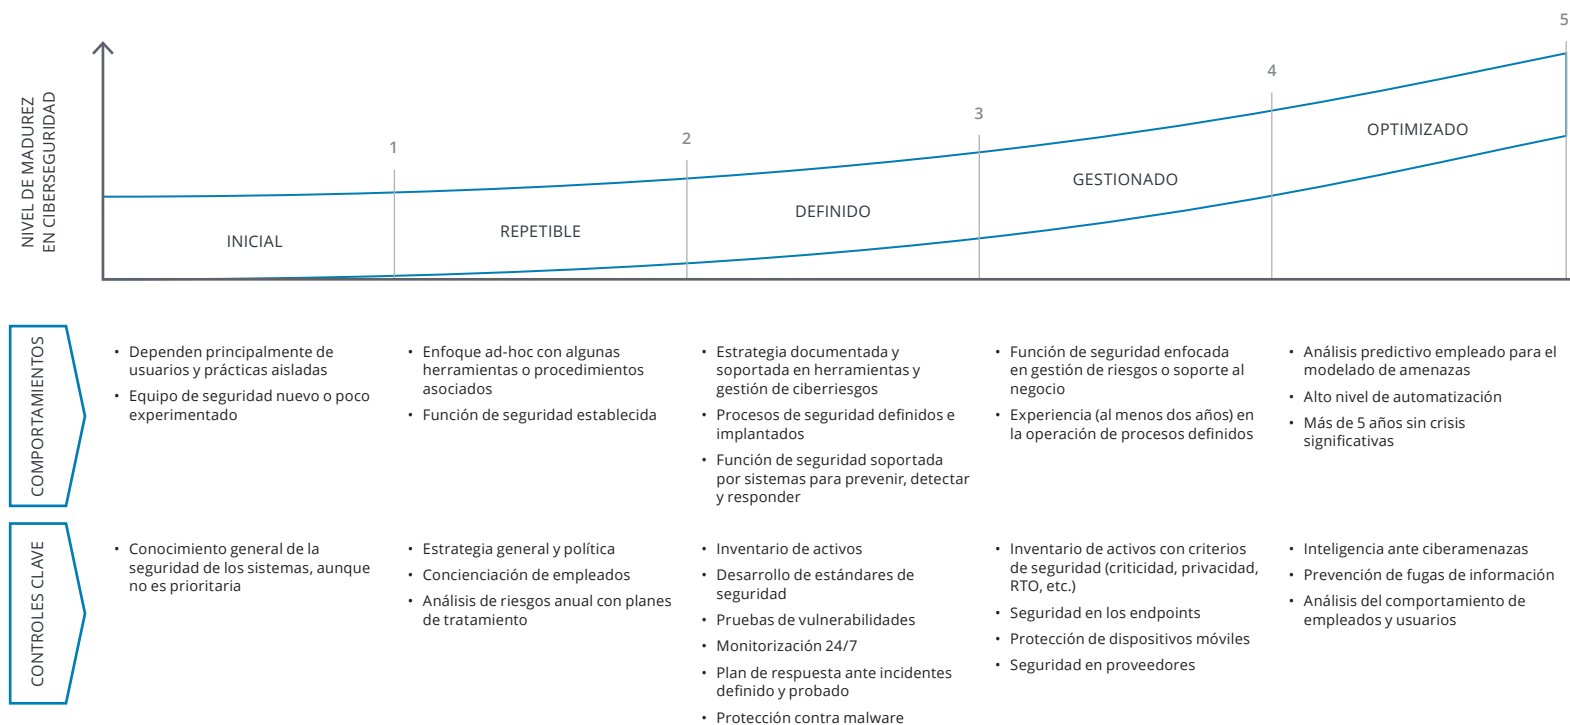 5
4
3
2
1
NIVEL DE MADUREZ
EN CIBERSEGURIDAD
INICIAL
REPETIBLE
DEFINIDO
GESTIONADO
OPTIMIZADO
COMPORTAMIENTOS
• Dependen principalmente de
usuarios y prácticas aisladas
• Equipo de seguridad nuevo o poco
experimentado
• Enfoque ad-hoc con algunas
herramientas o procedimientos
asociados
• Función de seguridad establecida
• Estrategia documentada y
soportada en herramientas y
gestión de ciberriesgos
• Procesos de seguridad definidos e
implantados
• Función de seguridad soportada
por sistemas para prevenir, detectar
y responder
• Función de seguridad enfocada
en gestión de riesgos o soporte al
negocio
• Experiencia (al menos dos años) en
la operación de procesos definidos
• Análisis predictivo empleado para el
modelado de amenazas
• Alto nivel de automatización
• Más de 5 años sin crisis
significativas
CONTROLES CLAVE
• Conocimiento general de la
seguridad de los sistemas, aunque
no es prioritaria
• Estrategia general y política
• Concienciación de empleados
• Análisis de riesgos anual con planes
de tratamiento
• Inventario de activos
• Desarrollo de estándares de
seguridad
• Pruebas de vulnerabilidades
• Monitorización 24/7
• Plan de respuesta ante incidentes
definido y probado
• Protección contra malware
• Inventario de activos con criterios
de seguridad (criticidad, privacidad,
RTO, etc.)
• Seguridad en los endpoints
• Protección de dispositivos móviles
• Seguridad en proveedores
• Inteligencia ante ciberamenazas
• Prevención de fugas de información
• Análisis del comportamiento de
empleados y usuarios